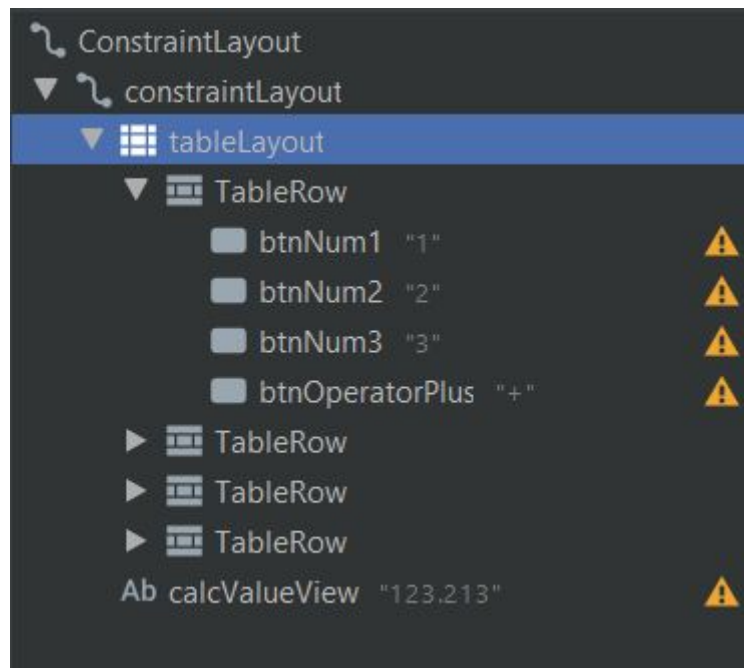 ConstraintLayout
constraintLayout
tableLayout
TableRow
btnNum1 "1"
btnNum2 "2"
btnNum3 "3"
btnOperatorPlus "+"
TableRow
TableRow
TableRow
Ab calcValueView "123.213"